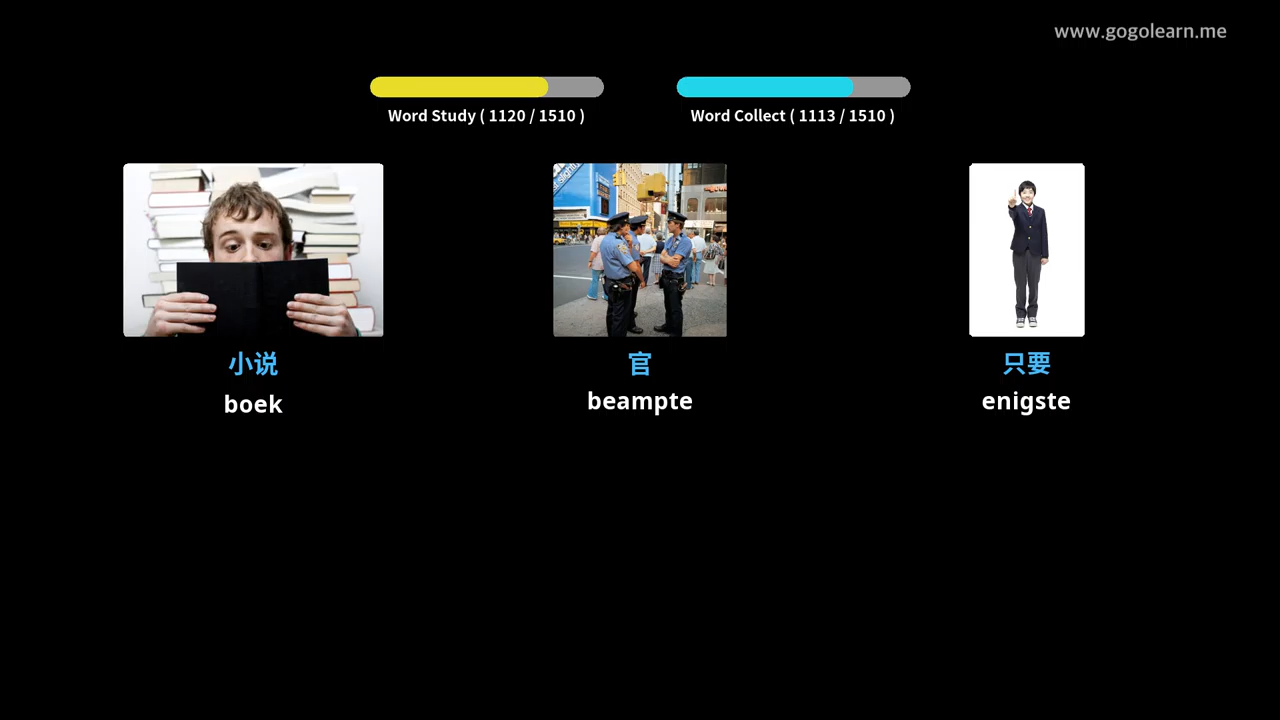 www.gogolearn.me
Word Study ( 1120 / 1510 )
Word Collect ( 1113 / 1510 )
小说
官
只要
boek
beampte
enigste